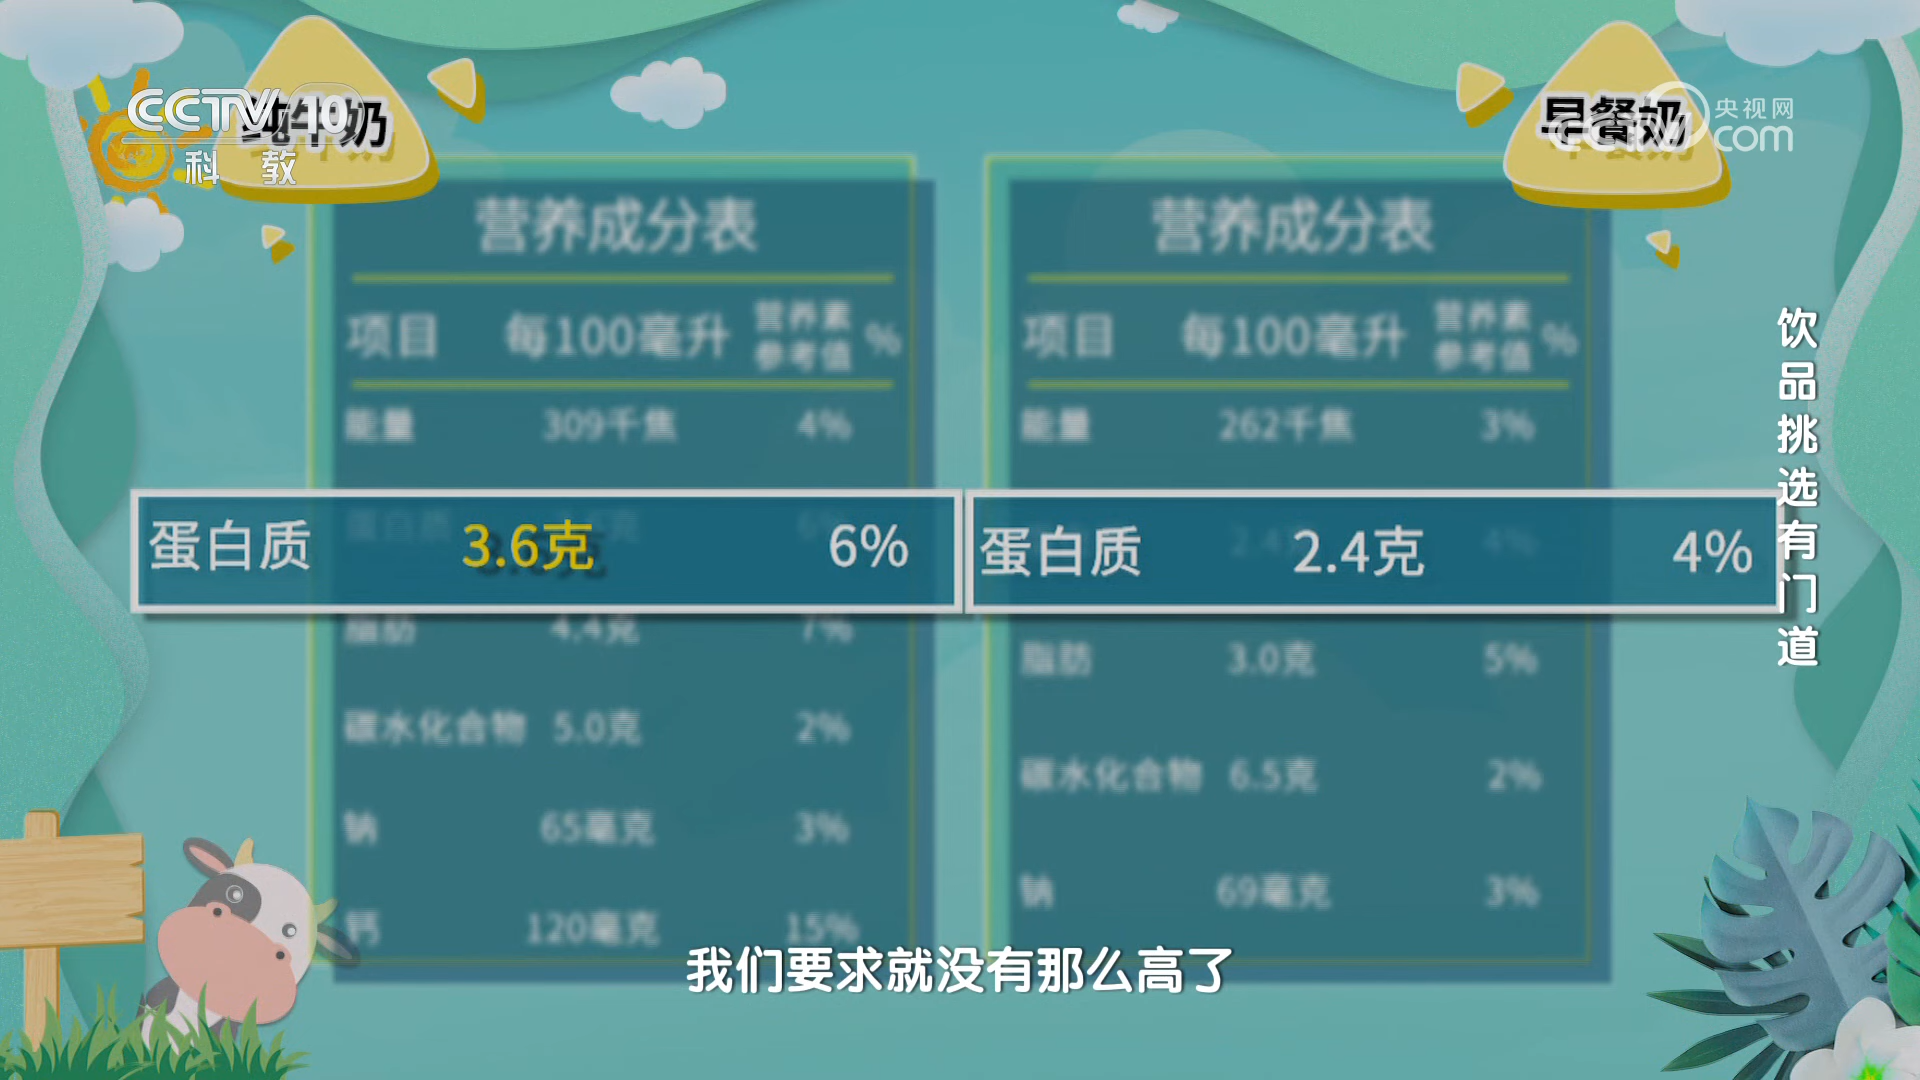 CCTV 10
科 教
纯牛奶
早餐奶
央视网
cctv.com
营养成分表
项目 每100毫升 营养素参考值 %
能量 309千焦 4%
蛋白质 3.6克 6%
脂肪 4.4克 7%
碳水化合物 5.0克 2%
钠 65毫克 3%
钙 120毫克 15%
营养成分表
项目 每100毫升 营养素参考值 %
能量 262千焦 3%
蛋白质 2.4克 4%
脂肪 3.0克 5%
碳水化合物 6.5克 2%
钠 69毫克 3%
饮品挑选有门道
我们要求就没有那么高了